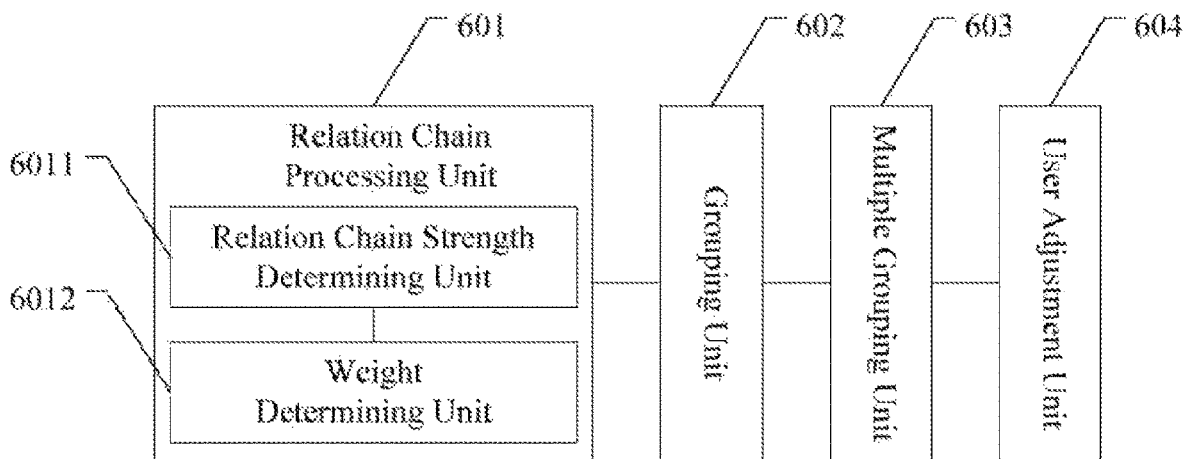 601
602
603
604
Relation Chain
Processing Unit
6011
Relation Chain Strength
Determining Unit
6012
Weight
Determining Unit
Grouping Unit
Multiple Grouping Unit
User Adjustment Unit